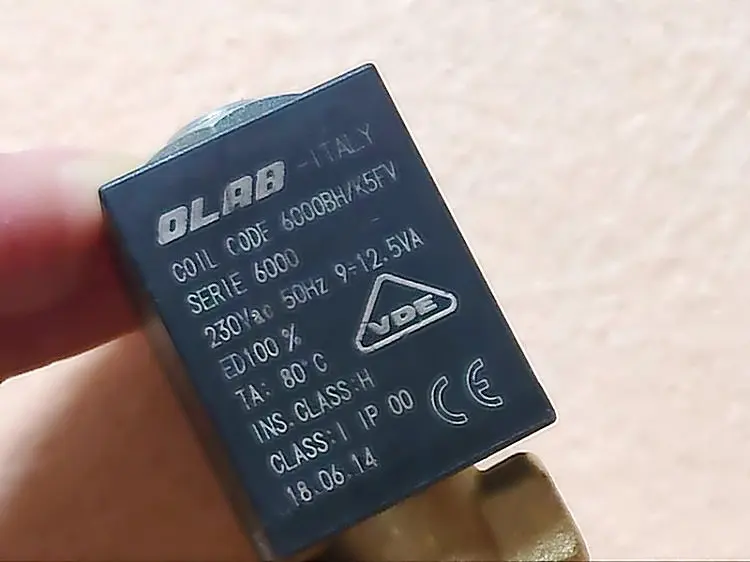 OLAB -ITALY
COIL CODE 6000BH/K5FV
SERIE 6000
230Vac 50Hz 9÷12.5VA
ED100 %
TA: 80°C
INS.CLASS:H
CLASS:I IP 00
18.06.14
VDE
CE